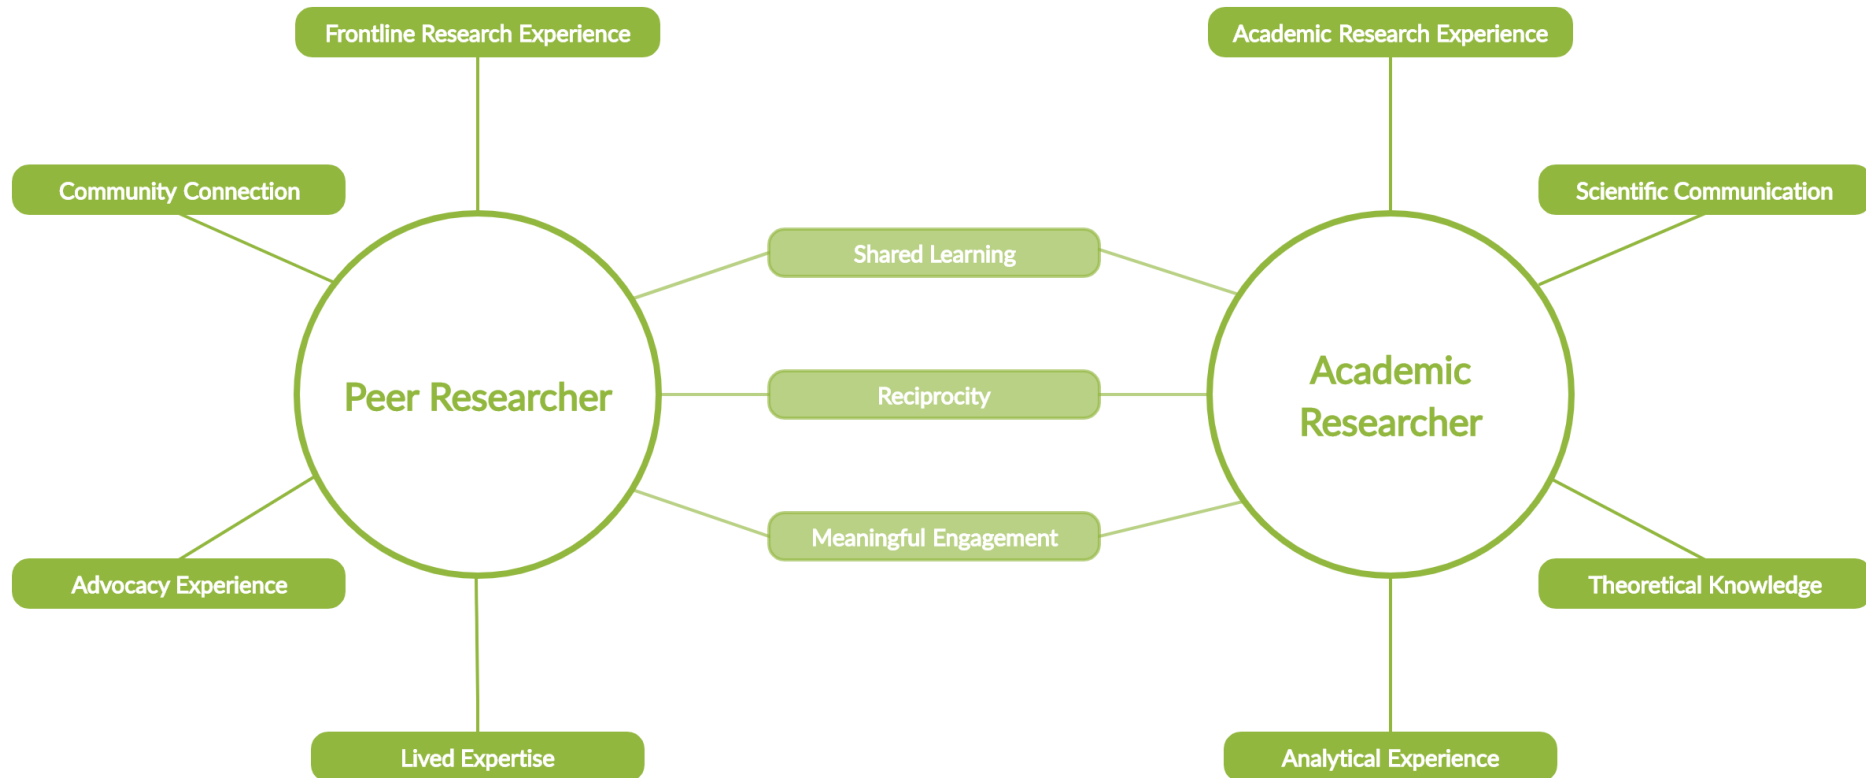 Frontline Research Experience
Academic Research Experience
Community Connection
Scientific Communication
Shared Learning
Peer Researcher
Reciprocity
Academic
Researcher
Meaningful Engagement
Advocacy Experience
Theoretical Knowledge
Lived Expertise
Analytical Experience